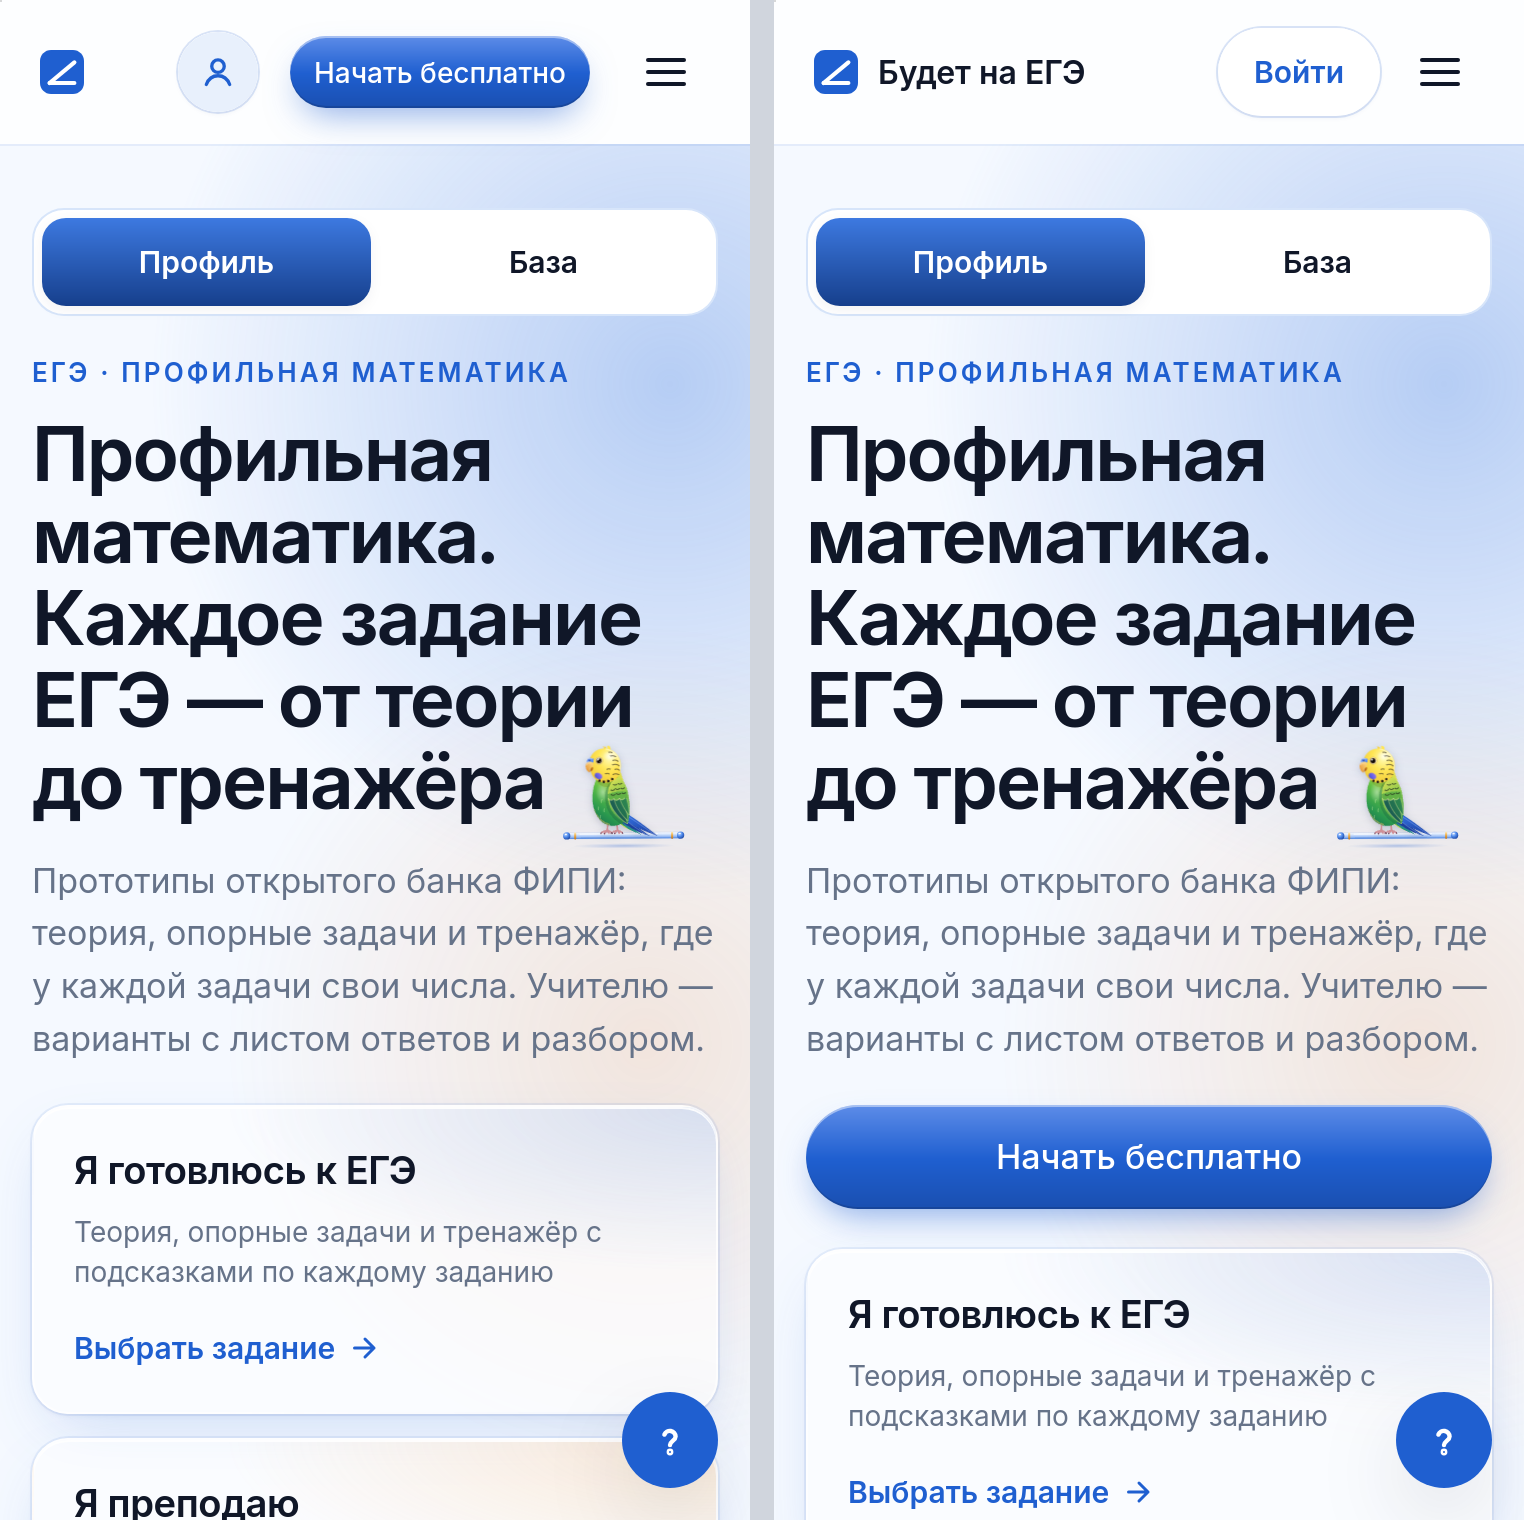 Начать бесплатно
Профиль
База
ЕГЭ · ПРОФИЛЬНАЯ МАТЕМАТИКА
Профильная
математика.
Каждое задание
ЕГЭ — от теории
до тренажёра
Прототипы открытого банка ФИПИ:
теория, опорные задачи и тренажёр, где
у каждой задачи свои числа. Учителю —
варианты с листом ответов и разбором.
Я готовлюсь к ЕГЭ
Теория, опорные задачи и тренажёр с
подсказками по каждому заданию
Выбрать задание →
?
Я преподаю
Будет на ЕГЭ
Войти
Профиль
База
ЕГЭ · ПРОФИЛЬНАЯ МАТЕМАТИКА
Профильная
математика.
Каждое задание
ЕГЭ — от теории
до тренажёра
Прототипы открытого банка ФИПИ:
теория, опорные задачи и тренажёр, где
у каждой задачи свои числа. Учителю —
варианты с листом ответов и разбором.
Начать бесплатно
Я готовлюсь к ЕГЭ
Теория, опорные задачи и тренажёр с
подсказками по каждому заданию
?
Выбрать задание →